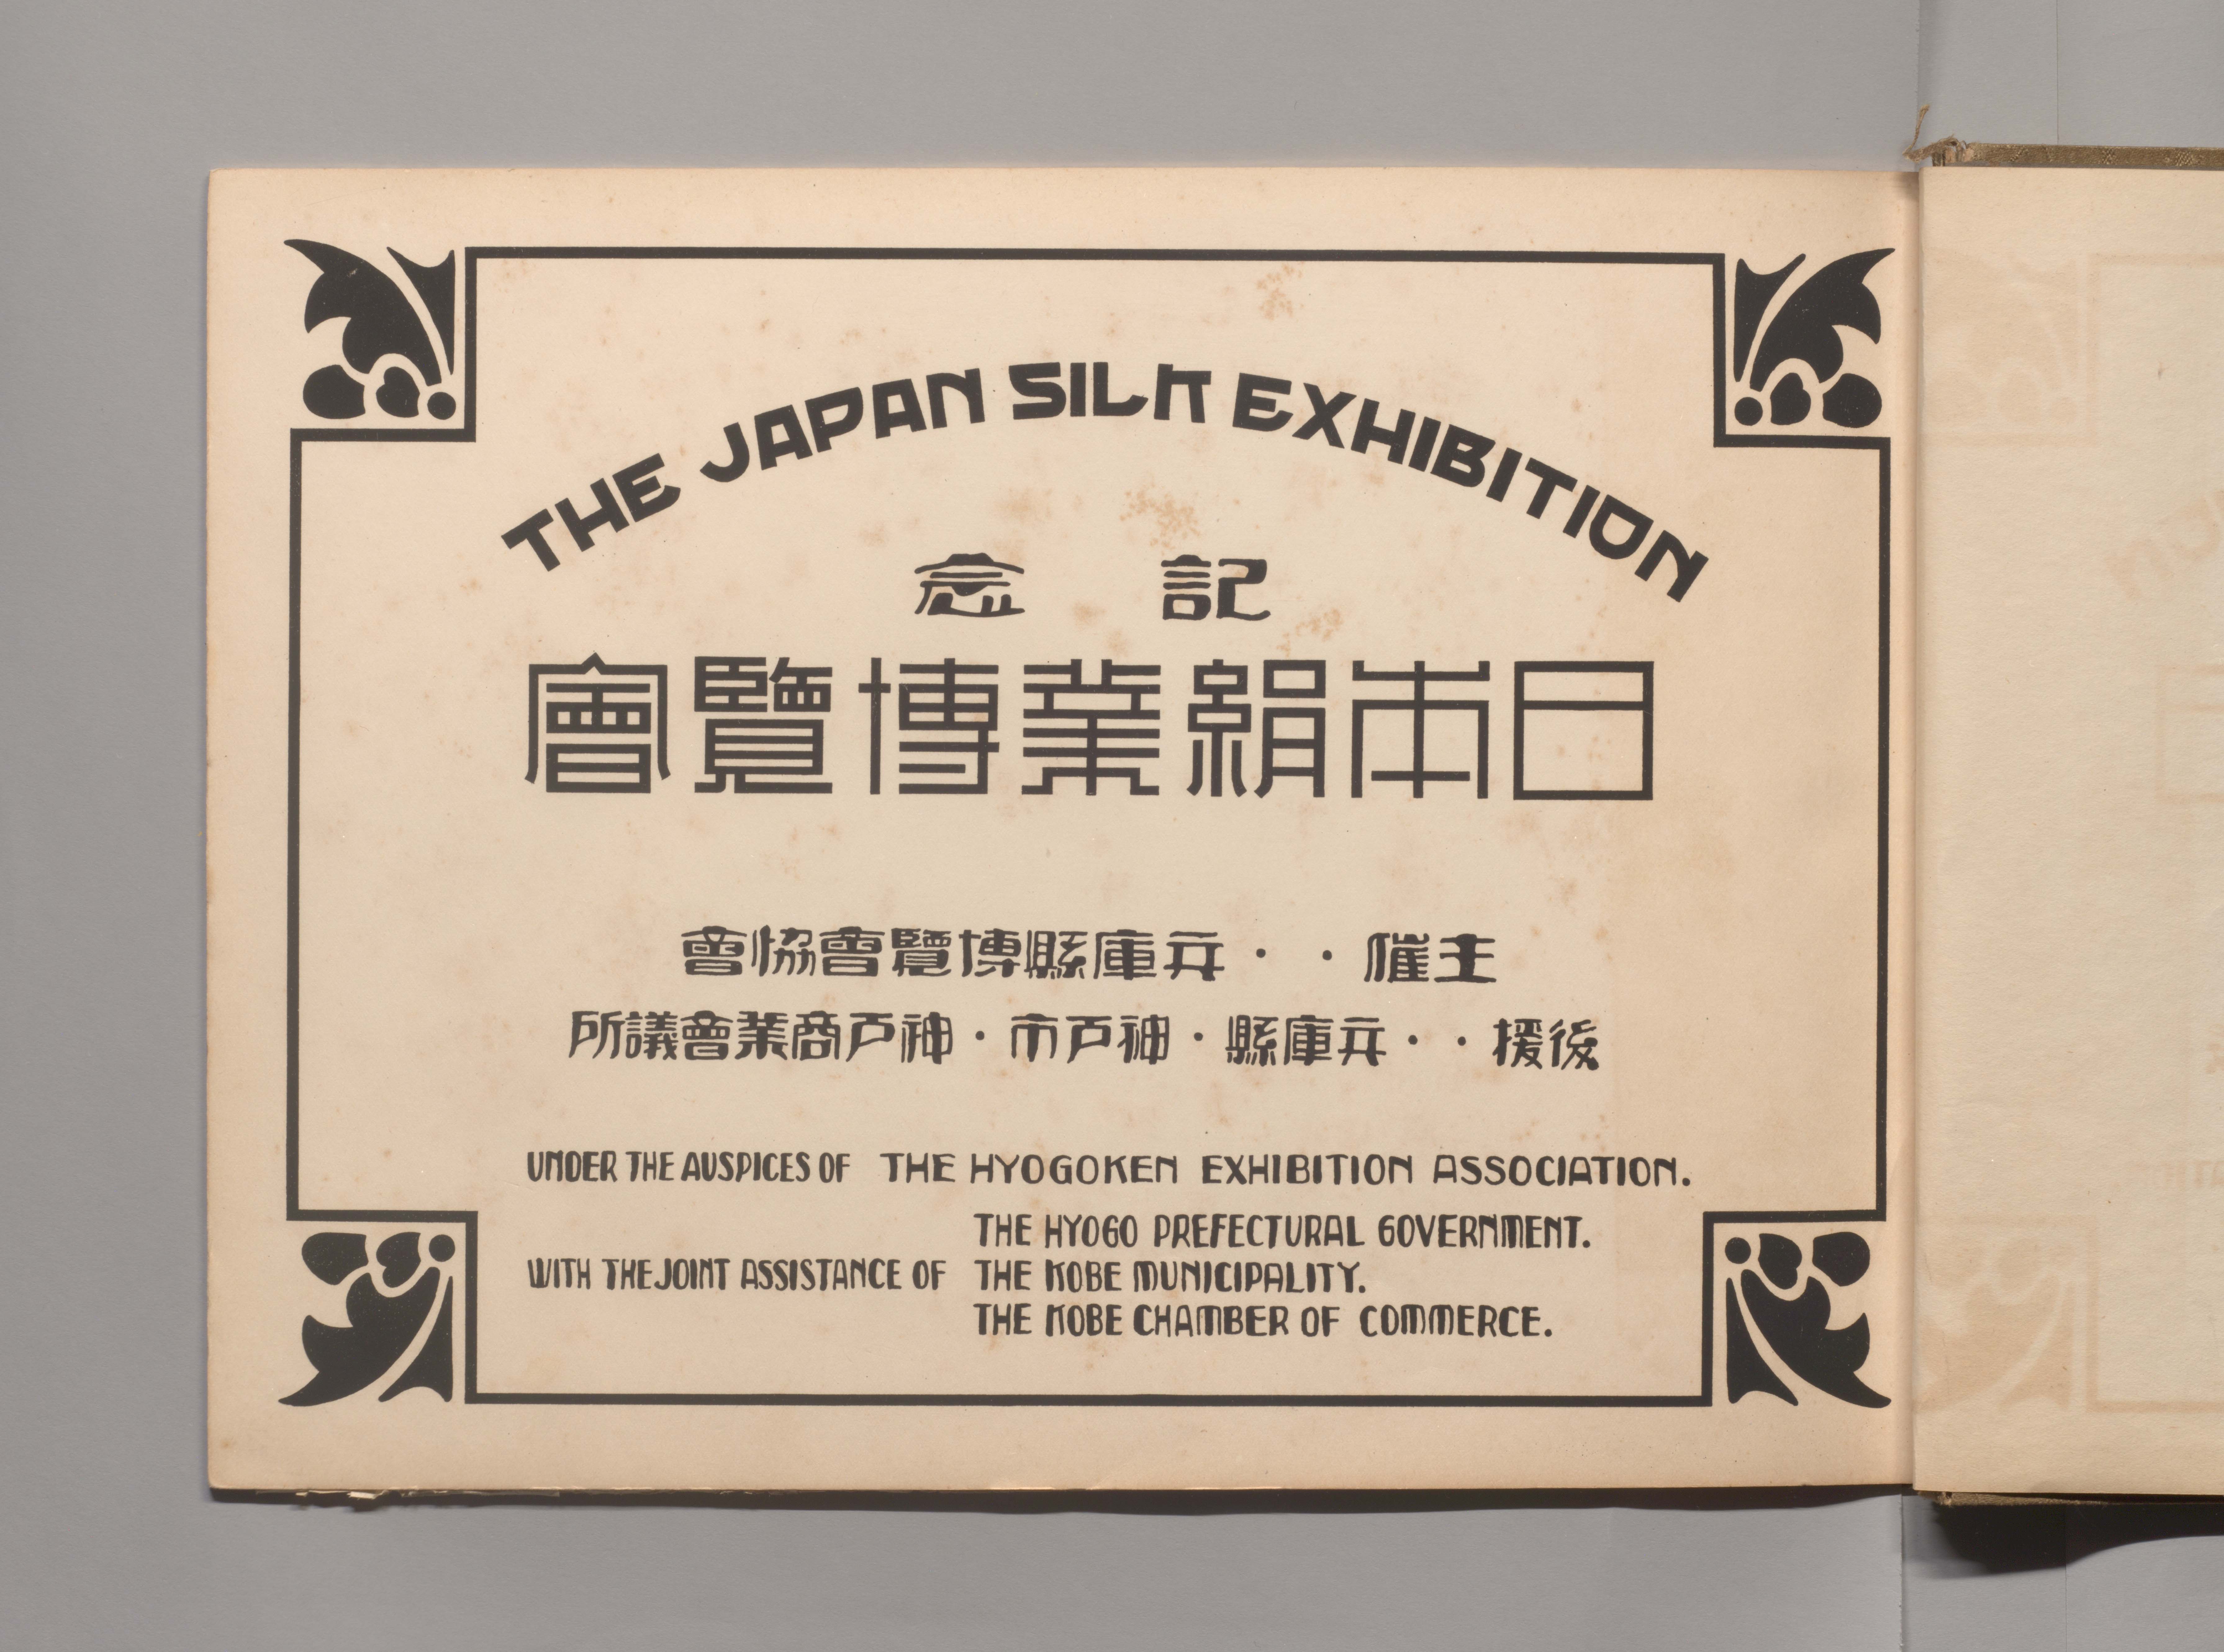 THE JAPAN SILK EXHIBITION
記念
日本絹業博覽會
主催・・兵庫縣博覽會協會
後援・・兵庫縣・神戸市・神戸商業會議所
UNDER THE AUSPICES OF THE HYOGOKEN EXHIBITION ASSOCIATION.
WITH THE JOINT ASSISTANCE OF
THE HYOGO PREFECTURAL GOVERNMENT.
THE KOBE MUNICIPALITY.
THE KOBE CHAMBER OF COMMERCE.